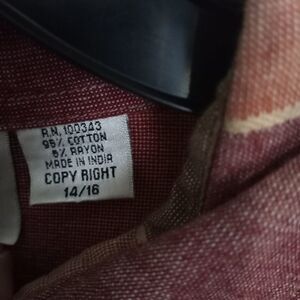 R.N. 100343
95% COTTON
5% RAYON
MADE IN INDIA
COPY RIGHT
14/16